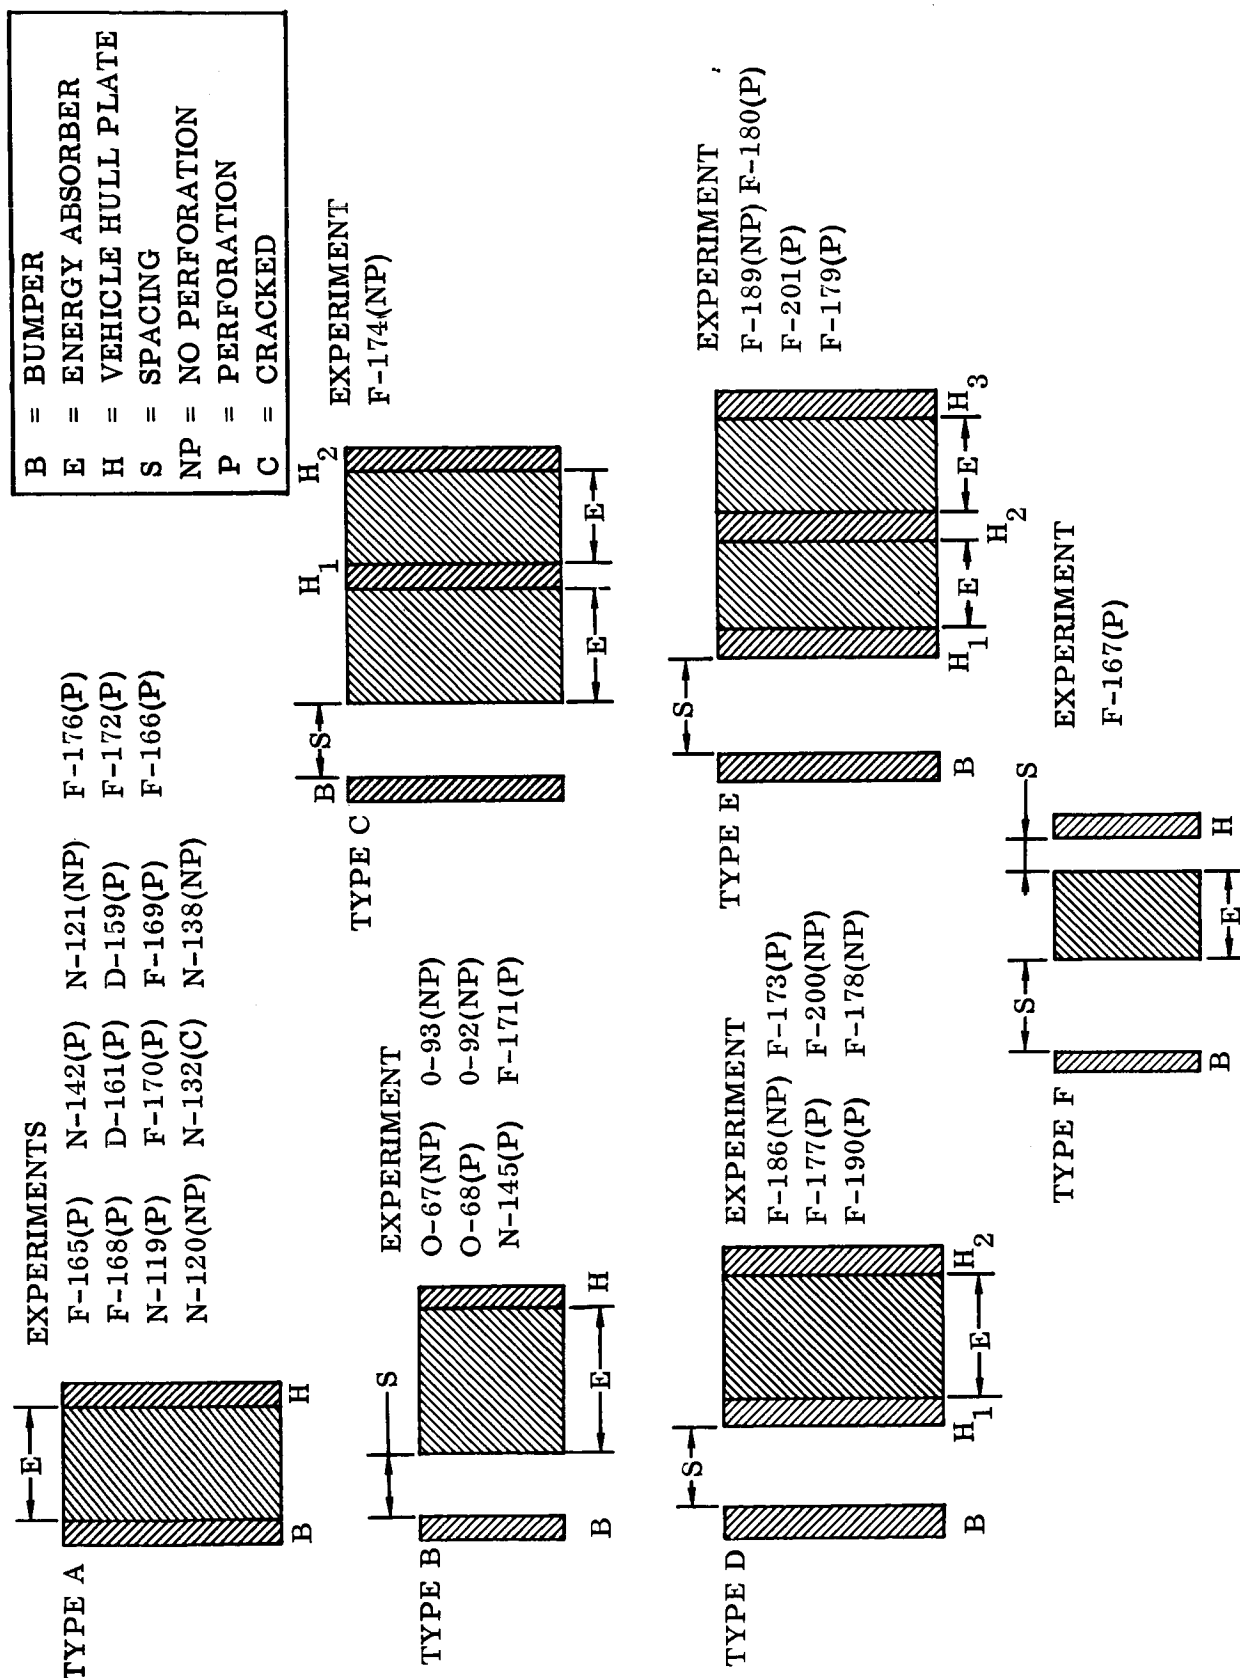 B = BUMPER
E = ENERGY ABSORBER
H = VEHICLE HULL PLATE
S = SPACING
NP = NO PERFORATION
P = PERFORATION
C = CRACKED
TYPE A
E
B
H
EXPERIMENTS
F-165(P) N-142(P) N-121(NP) F-176(P)
F-168(P) D-161(P) D-159(P) F-172(P)
N-119(P) F-170(P) F-169(P) F-166(P)
N-120(NP) N-132(C) N-138(NP)
TYPE B
S
E
B
H
EXPERIMENT
O-67(NP) 0-93(NP)
O-68(P) 0-92(NP)
N-145(P) F-171(P)
TYPE C
B
S
H1
H2
E
E
EXPERIMENT
F-174(NP)
TYPE D
S
B
H1
E
H2
EXPERIMENT
F-186(NP) F-173(P)
F-177(P) F-200(NP)
F-190(P) F-178(NP)
TYPE E
S
B
H1
E
H2
E
H3
EXPERIMENT
F-189(NP) F-180(P)
F-201(P)
F-179(P)
TYPE F
S
S
B
E
H
EXPERIMENT
F-167(P)